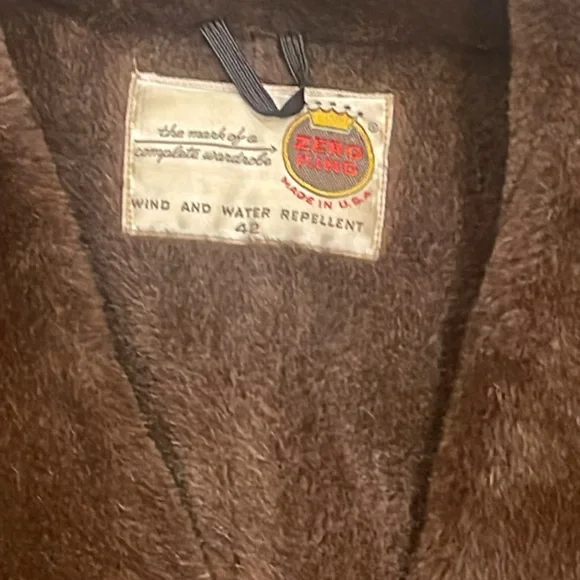 the mark of a
complete wardrobe
ZERO
KING
®
MADE IN U.S.A
WIND AND WATER REPELLENT
42